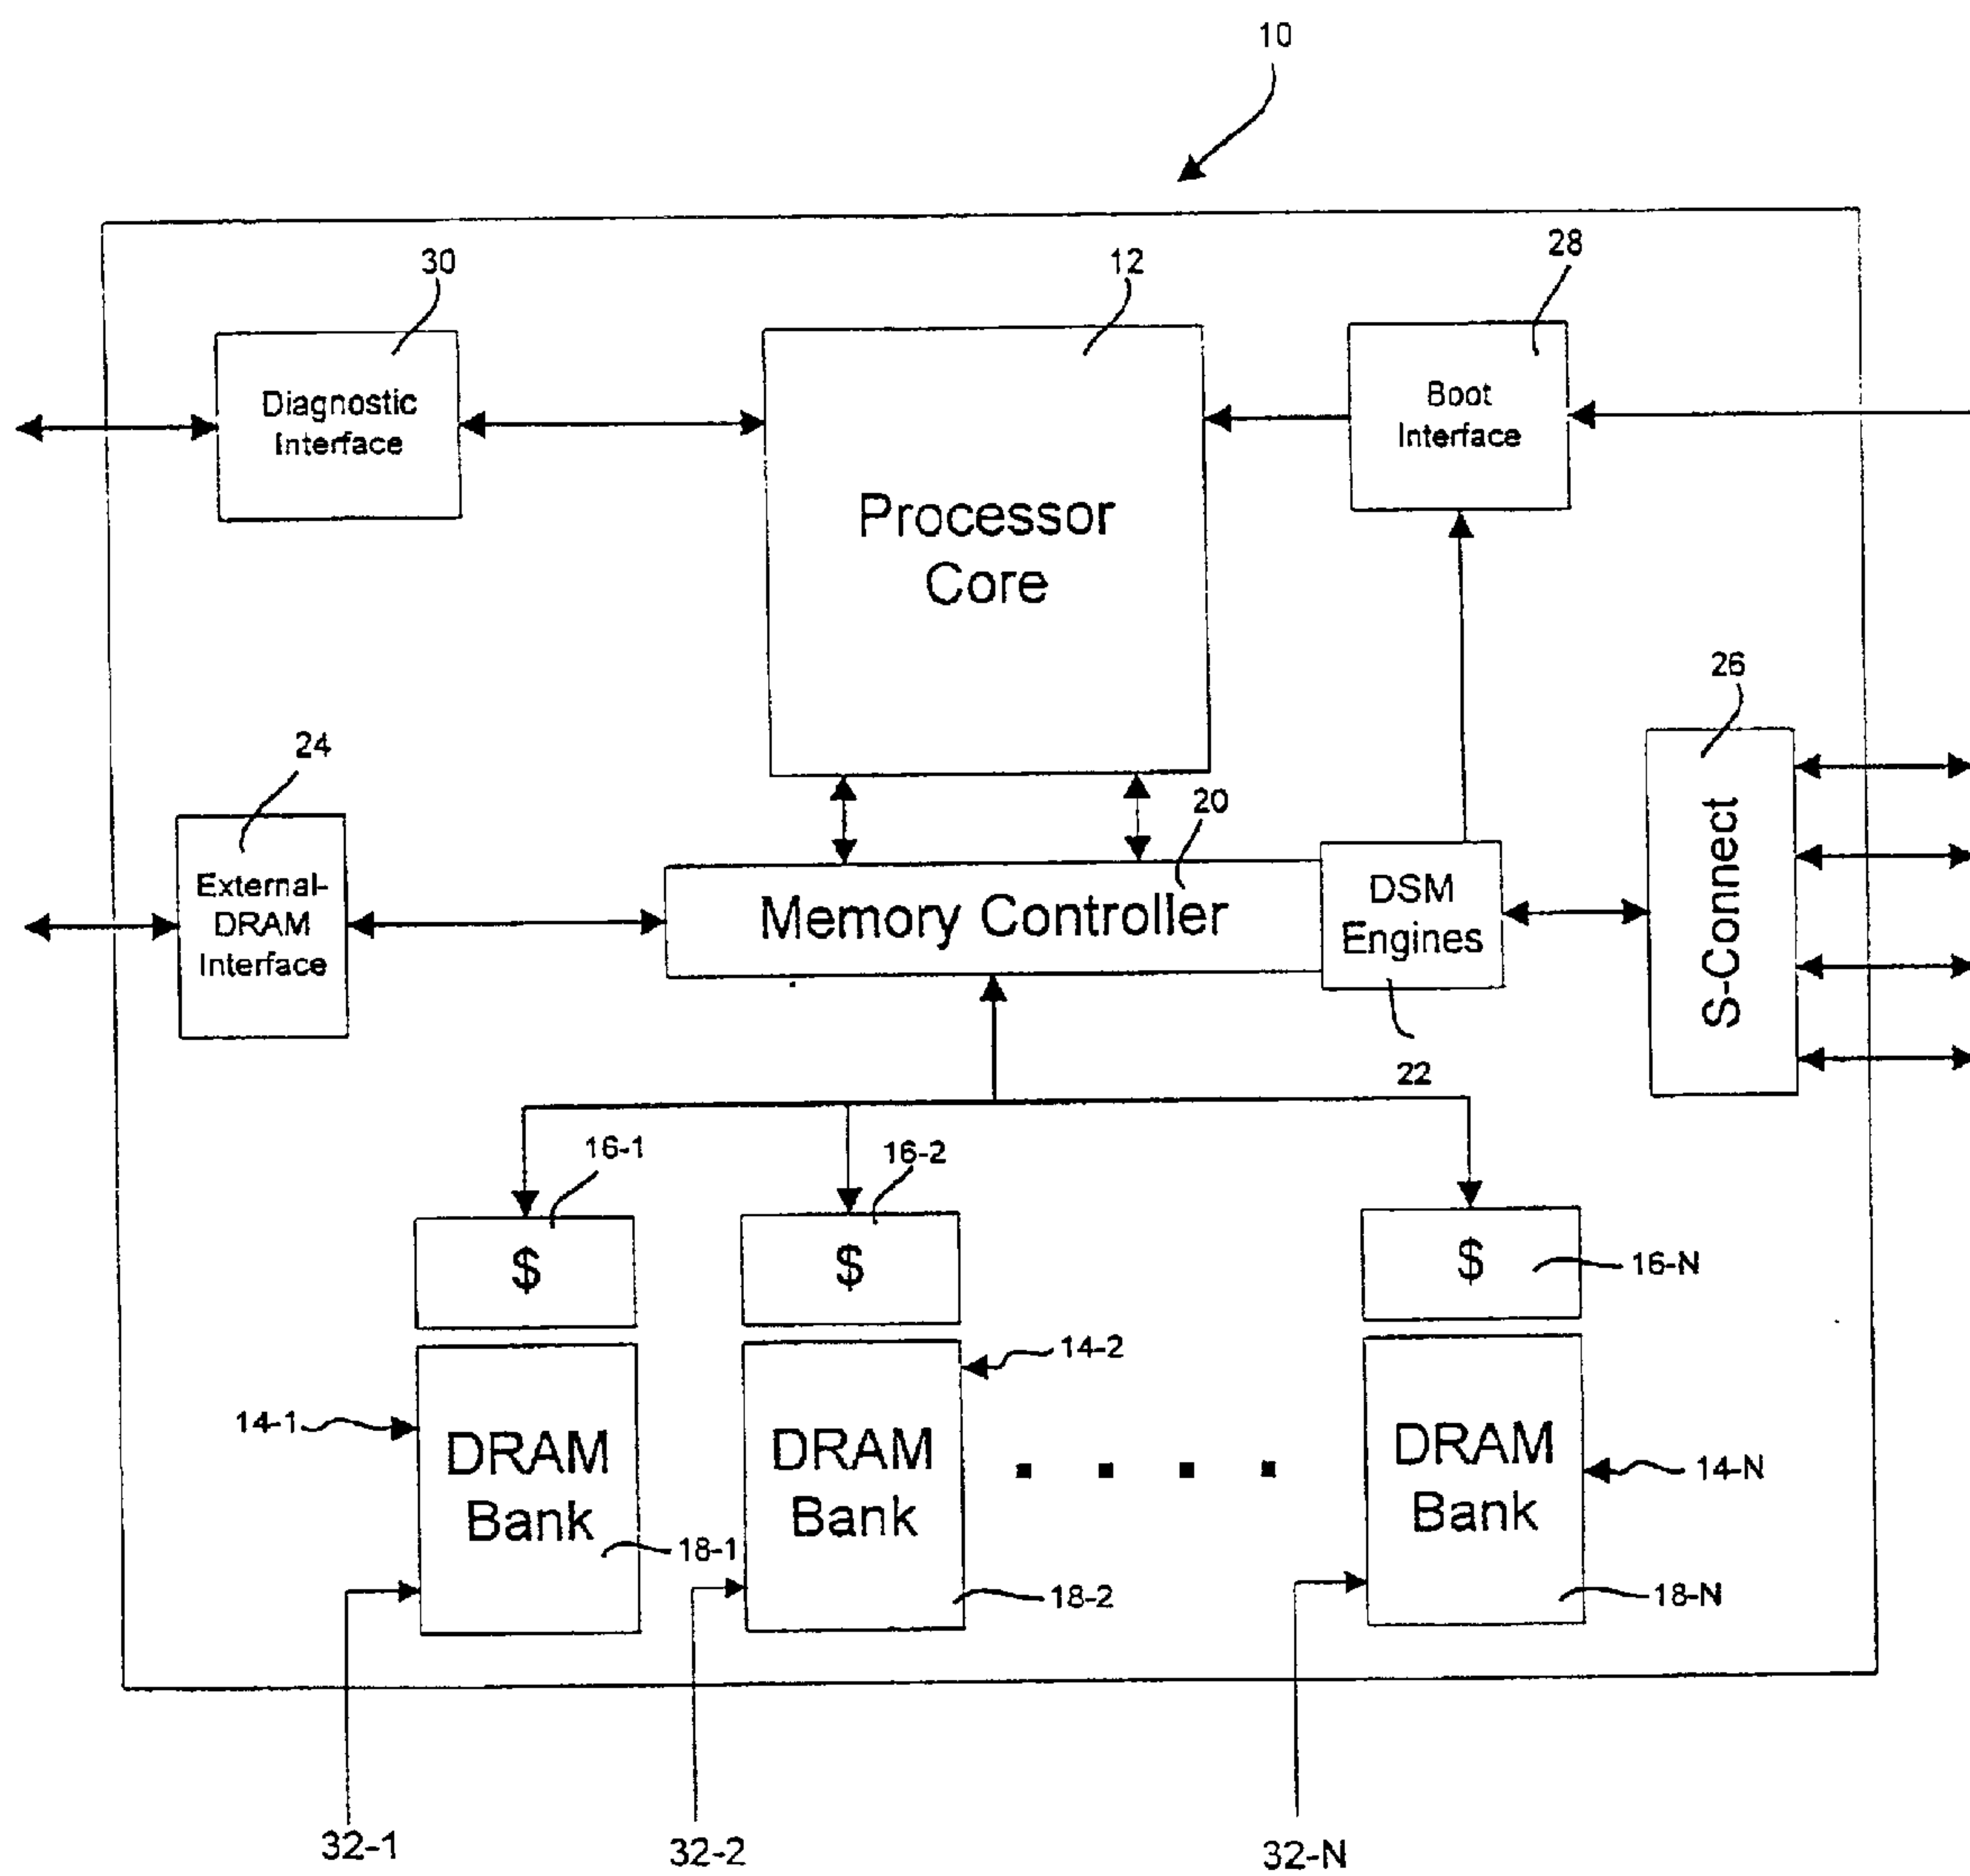 10
30
12
28
Diagnostic
Interface
Boot
Interface
Processor
Core
26
24
20
External-
DRAM
Interface
Memory Controller
DSM
Engines
S-Connect
22
16-1
16-2
$
$
$
16-N
14-2
14-1
DRAM
Bank
DRAM
Bank
DRAM
Bank
14-N
18-1
18-2
18-N
32-1
32-2
32-N